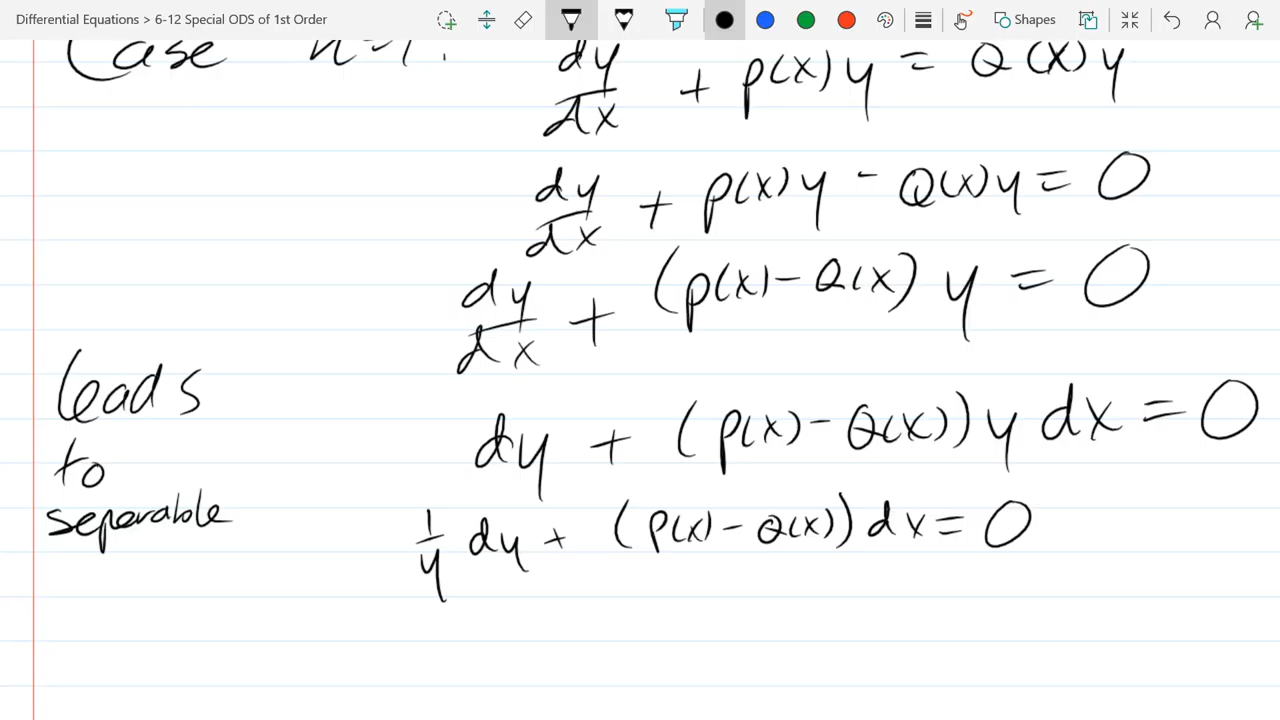 Differential Equations > 6-12 Special ODS of 1st Order
Shapes
Case n=1: dy/dx + p(x)y = Q(x)y
dy/dx + p(x)y - Q(x)y = 0
dy/dx + (p(x)-Q(x)) y = 0
leads
to
separable
dy + (p(x)-Q(x))y dx = 0
1/y dy + (p(x)-Q(x))dx = 0